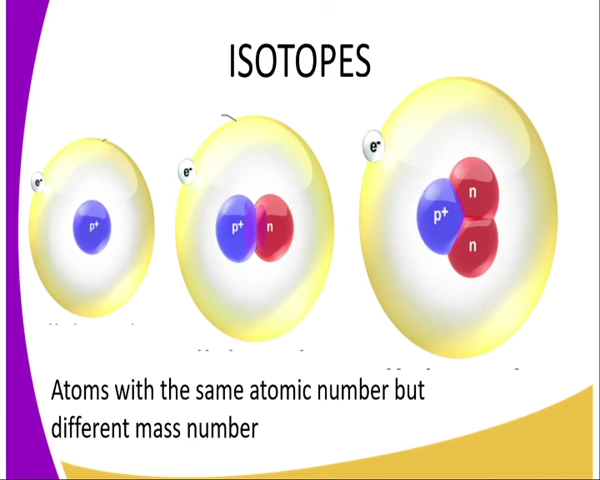 ISOTOPES
e-
p+
e-
p+ n
e-
p+
n
n
Atoms with the same atomic number but
different mass number